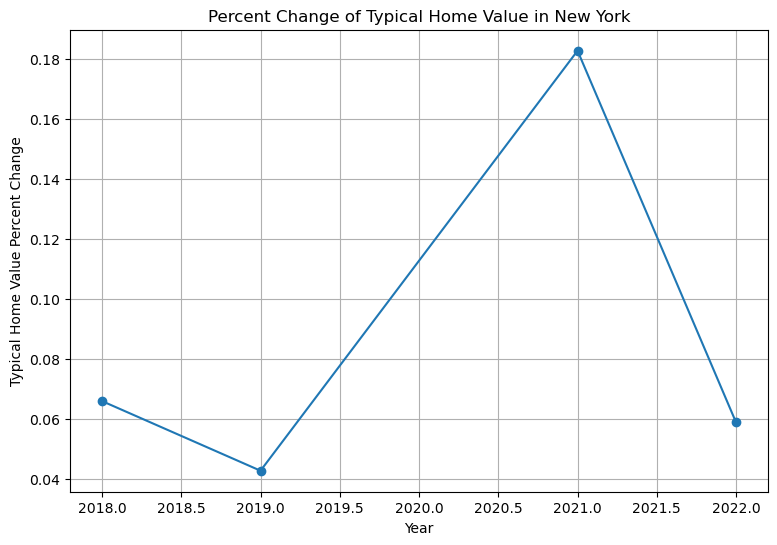 Percent Change of Typical Home Value in New York
Typical Home Value Percent Change
0.18
0.16
0.14
0.12
0.10
0.08
0.06
0.04
2018.0 2018.5 2019.0 2019.5 2020.0 2020.5 2021.0 2021.5 2022.0
Year